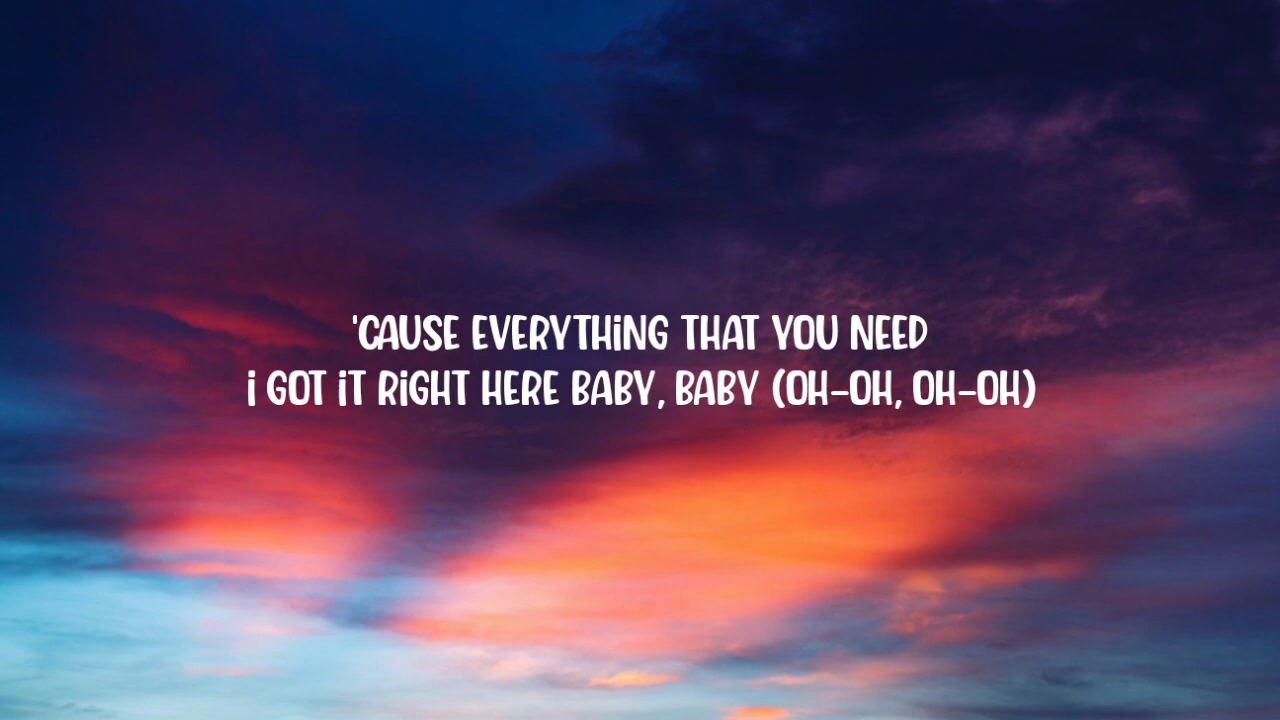 'CAUSE EVERYTHiNG THAT YOU NEED
i GOT iT RiGHT HERE BABY, BABY (OH-OH, OH-OH)